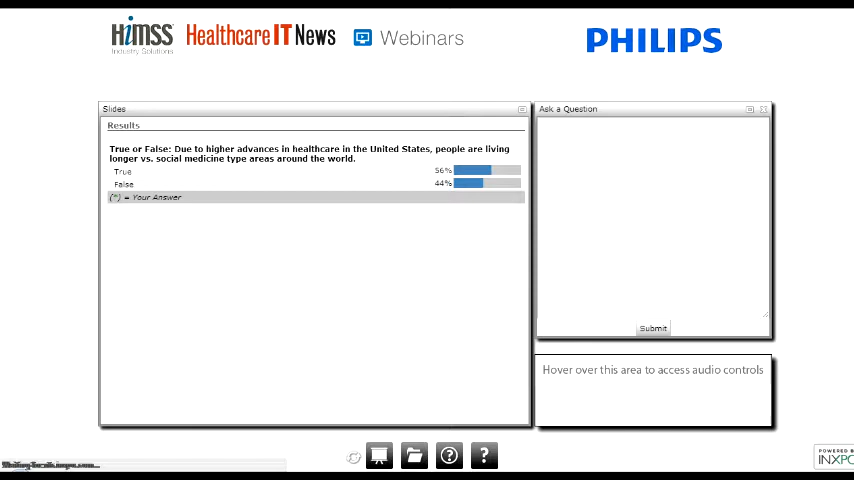 HiMSS Healthcare IT News Webinars PHILIPS
Industry Solutions
Slides
Ask a Question
Results
True or False: Due to higher advances in healthcare in the United States, people are living
longer vs. social medicine type areas around the world.
True 56%
False 44%
(*) = Your Answer
Submit
Hover over this area to access audio controls
POWERED B
INXPO